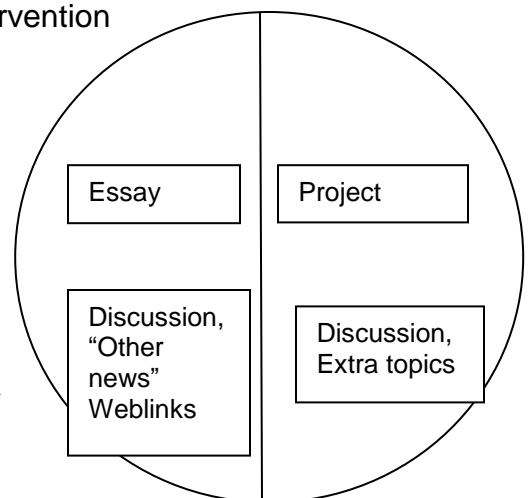 rvention
Essay
Project
Discussion,
“Other
news”
Weblinks
Discussion,
Extra topics